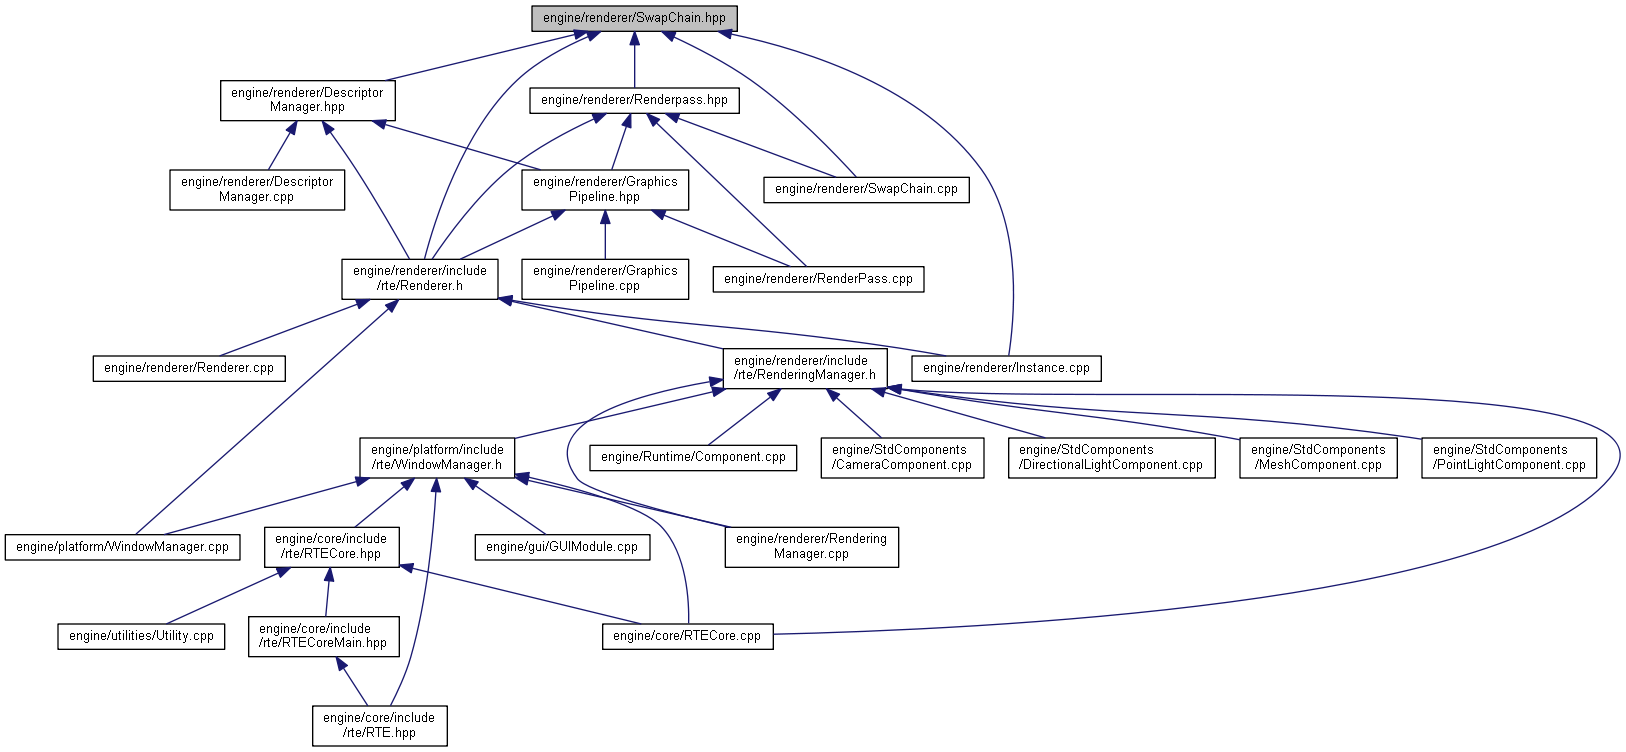 engine/renderer/SwapChain.hpp
engine/renderer/Descriptor
Manager.hpp
engine/renderer/Renderpass.hpp
engine/renderer/Descriptor
Manager.cpp
engine/renderer/Graphics
Pipeline.hpp
engine/renderer/SwapChain.cpp
engine/renderer/include
/rte/Renderer.h
engine/renderer/Graphics
Pipeline.cpp
engine/renderer/RenderPass.cpp
engine/renderer/Renderer.cpp
engine/renderer/include
/rte/RenderingManager.h
engine/renderer/Instance.cpp
engine/platform/include
/rte/WindowManager.h
engine/Runtime/Component.cpp
engine/StdComponents
/CameraComponent.cpp
engine/StdComponents
/DirectionalLightComponent.cpp
engine/StdComponents
/MeshComponent.cpp
engine/StdComponents
/PointLightComponent.cpp
engine/platform/WindowManager.cpp
engine/core/include
/rte/RTECore.hpp
engine/gui/GUIModule.cpp
engine/renderer/Rendering
Manager.cpp
engine/utilities/Utility.cpp
engine/core/include
/rte/RTECoreMain.hpp
engine/core/RTECore.cpp
engine/core/include
/rte/RTE.hpp